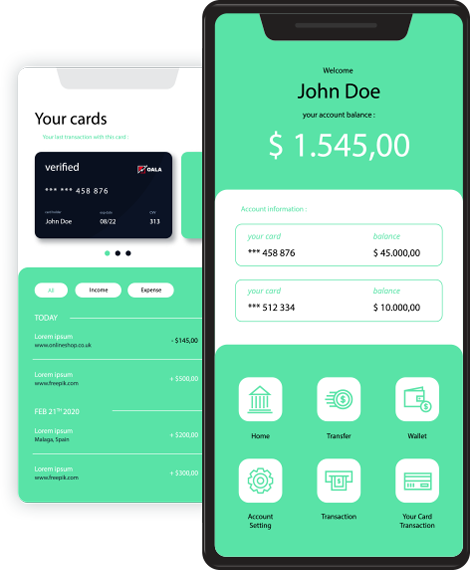 Your cards
Your last transaction with this card :
verified
OALA
*** *** 458 876
John Doe
08/22
313
All
Income
Expense
TODAY
Lorem ipsum
www.onlineshop.co.uk
- $145,00
Lorem ipsum
www.freepik.com
+ $500,00
FEB 21TH 2020
Lorem ipsum
Malaga, Spain
+ $200,00
Lorem ipsum
www.freepik.com
+ $300,00
Welcome
John Doe
your account balance :
$ 1.545,00
Account information :
your card
balance
*** 458 876
$ 45.000,00
your card
balance
*** 512 334
$ 10.000,00
Home
Transfer
Wallet
Account
Setting
Transaction
Your Card
Transaction